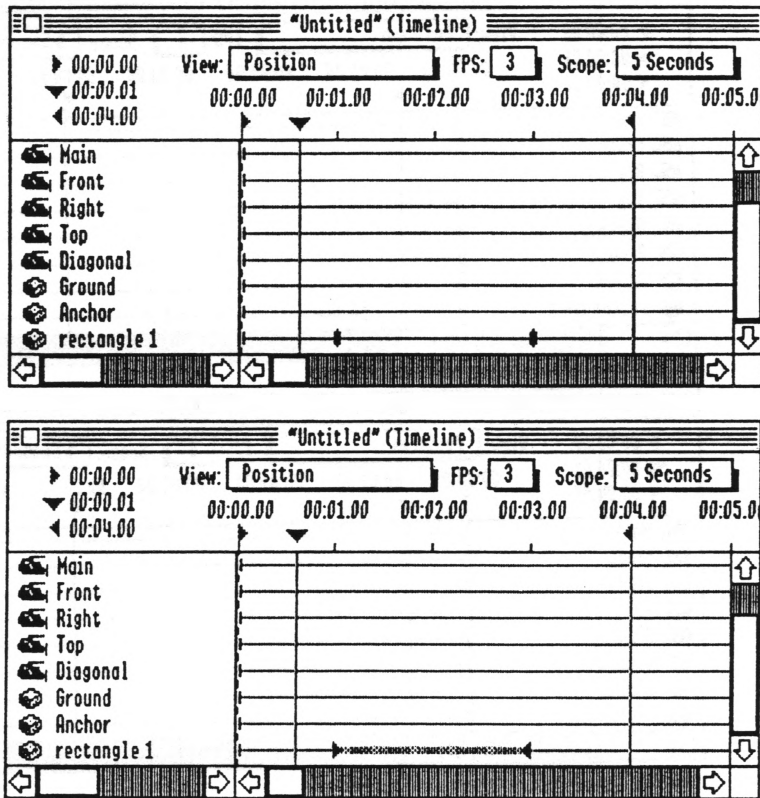 "Untitled" (Timeline)
00:00.00 View: Position FPS: 3 Scope: 5 Seconds
00:00.01
00:04.00
00:00.00 00:01.00 00:02.00 00:03.00 00:04.00 00:05.0
Main
Front
Right
Top
Diagonal
Ground
Anchor
rectangle 1
"Untitled" (Timeline)
00:00.00 View: Position FPS: 3 Scope: 5 Seconds
00:00.01
00:04.00
00:00.00 00:01.00 00:02.00 00:03.00 00:04.00 00:05.0
Main
Front
Right
Top
Diagonal
Ground
Anchor
rectangle 1